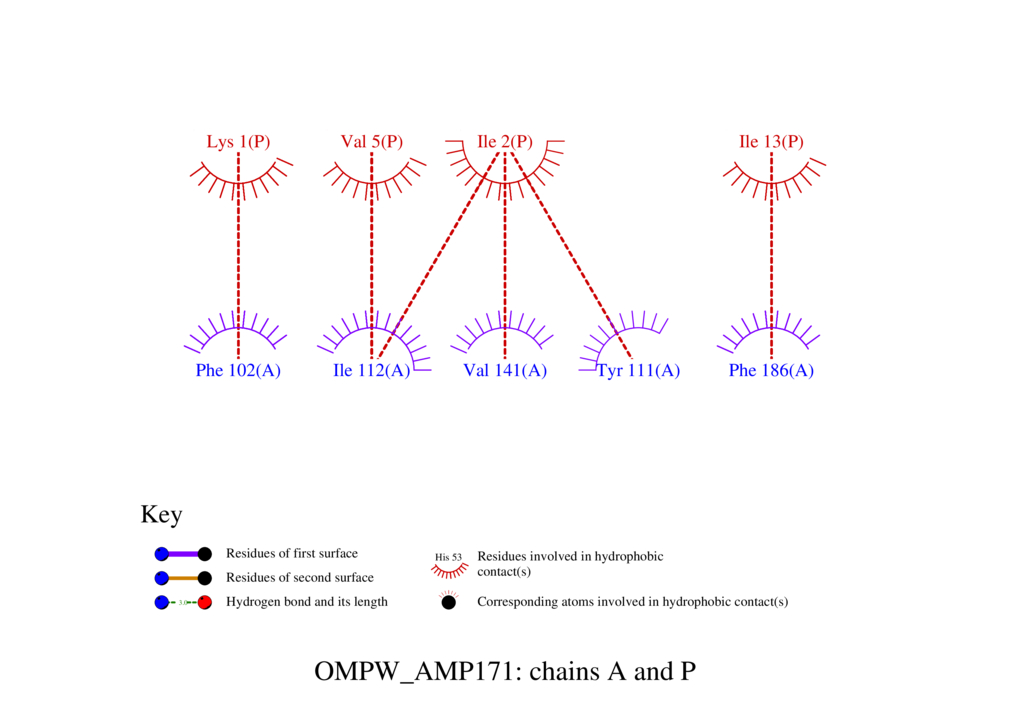 Lys 1(P) Val 5(P) Ile 2(P) Ile 13(P)
Phe 102(A) Ile 112(A) Val 141(A) Tyr 111(A) Phe 186(A)
Key
Residues of first surface
Residues of second surface
3.0 Hydrogen bond and its length
His 53 Residues involved in hydrophobic
contact(s)
Corresponding atoms involved in hydrophobic contact(s)
OMPW_AMP171: chains A and P